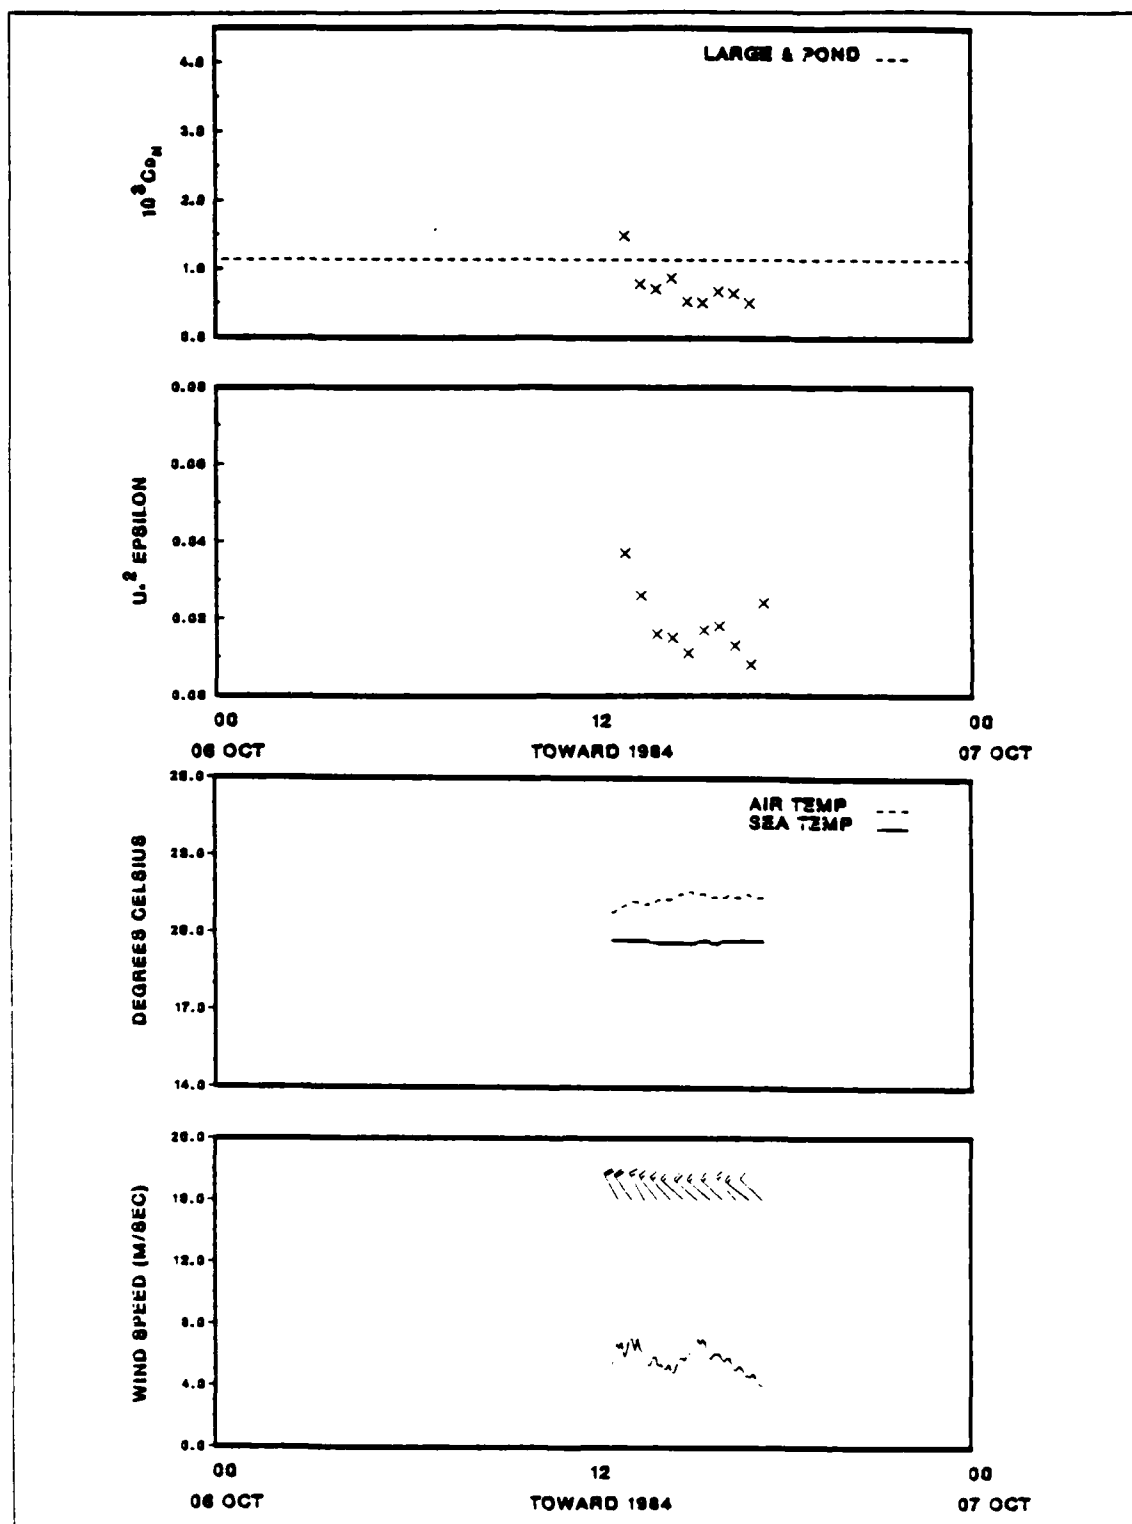 LARGE & POND
4.0
3.0
2.0
1.0
0.0
10³CDN
0.08
0.06
0.04
0.02
0.00
U*² EPSILON
00 12 00
06 OCT TOWARD 1984 07 OCT
AIR TEMP
SEA TEMP
26.0
23.0
20.0
17.0
14.0
DEGREES CELSIUS
20.0
16.0
12.0
8.0
4.0
0.0
WIND SPEED (M/SEC)
00 12 00
06 OCT TOWARD 1984 07 OCT